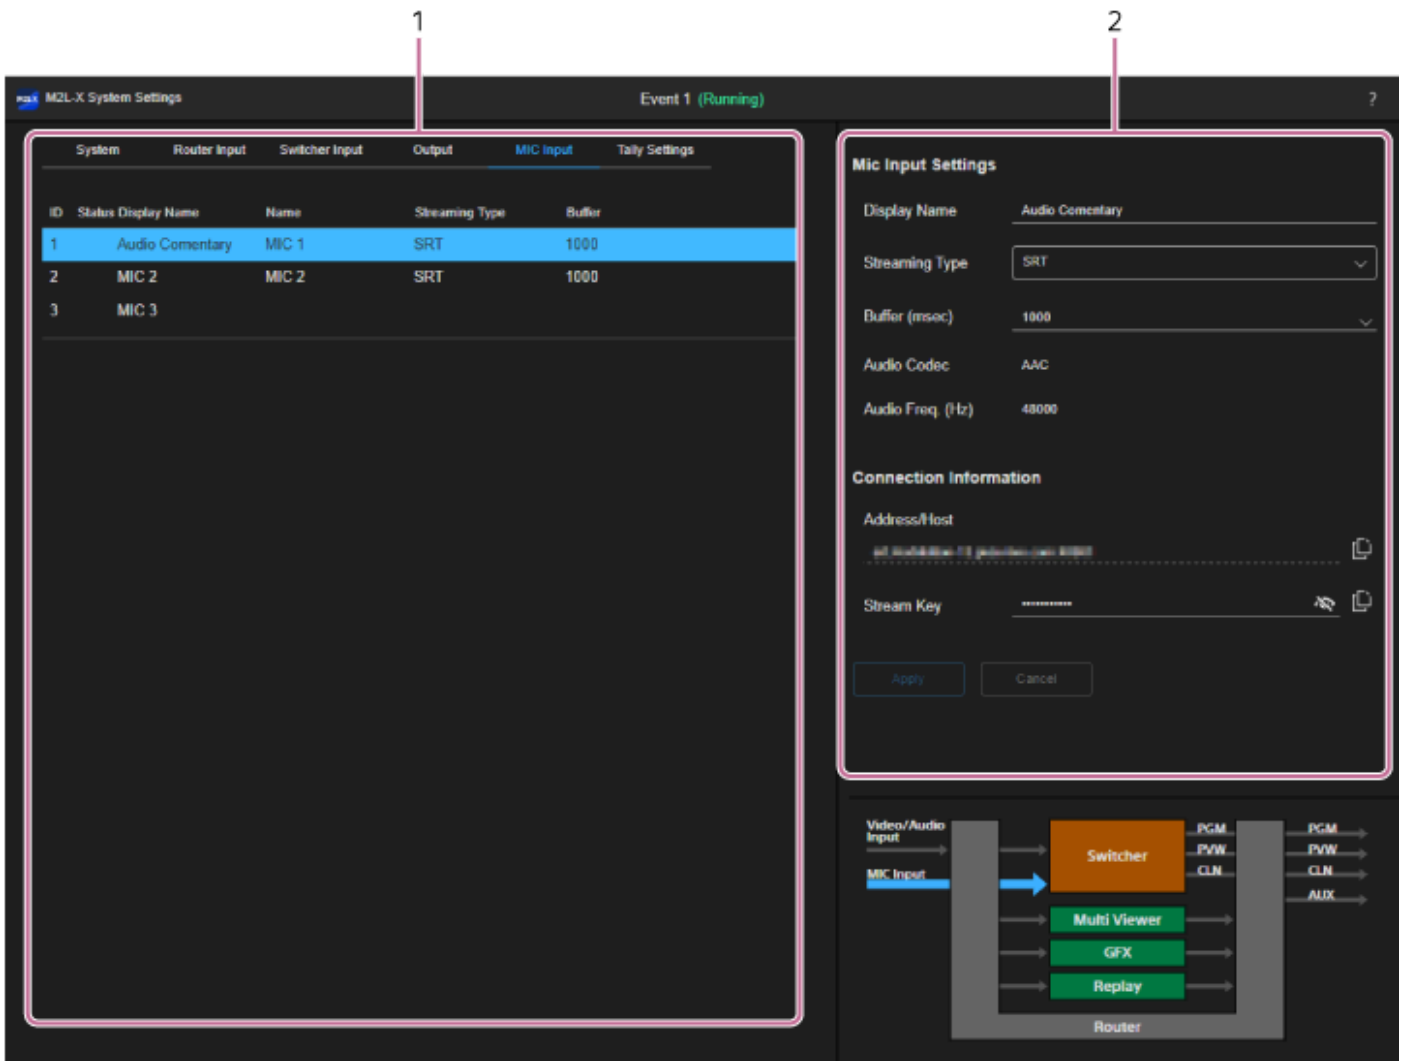 1
2
M2L-X System Settings
Event 1 (Running)
?
System Router Input Switcher Input Output MIC Input Tally Settings
ID Status Display Name Name Streaming Type Buffer
1 Audio Comentary MIC 1 SRT 1000
2 MIC 2 MIC 2 SRT 1000
3 MIC 3
Mic Input Settings
Display Name Audio Comentary
Streaming Type SRT
Buffer (msec) 1000
Audio Codec AAC
Audio Freq. (Hz) 48000
Connection Information
Address/Host
Stream Key ••••••••••••
Apply Cancel
Video/Audio
Input
MIC Input
Switcher
PGM
PVW
CLN
PGM
PVW
CLN
AUX
Multi Viewer
GFX
Replay
Router